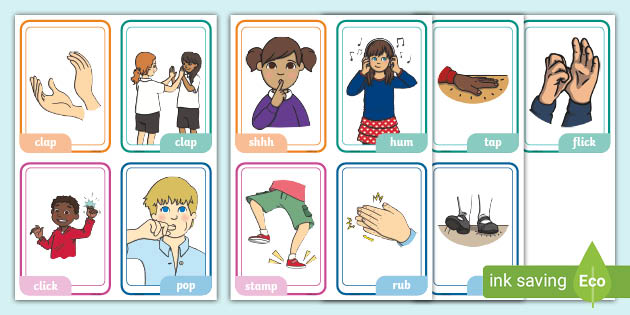 clap
clap
shhh
hum
tap
flick
click
pop
stamp
rub
ink saving
Eco